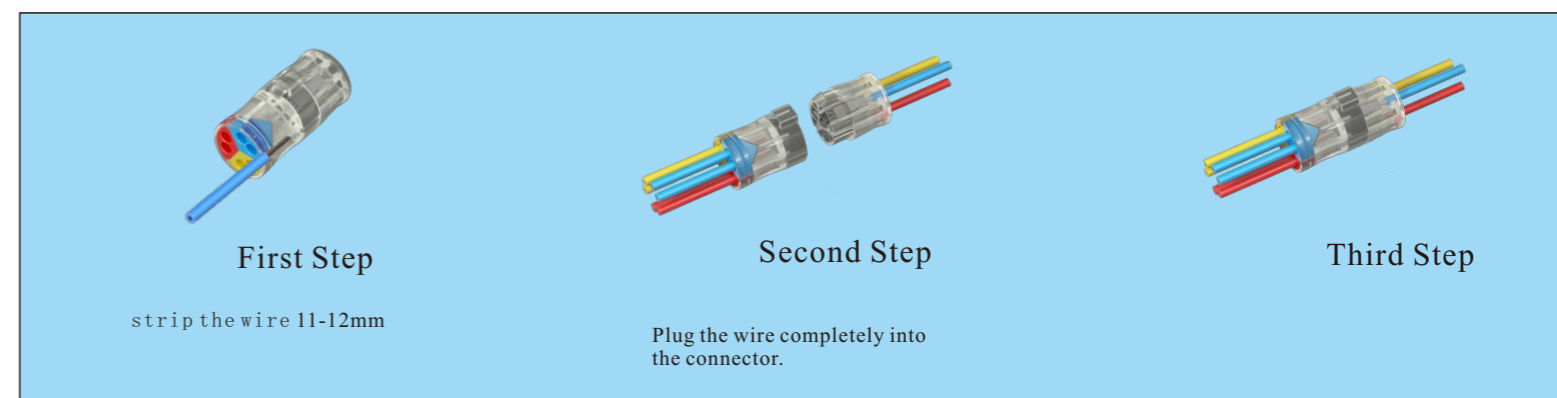 First Step
strip the wire 11-12mm
Second Step
Plug the wire completely into
the connector.
Third Step